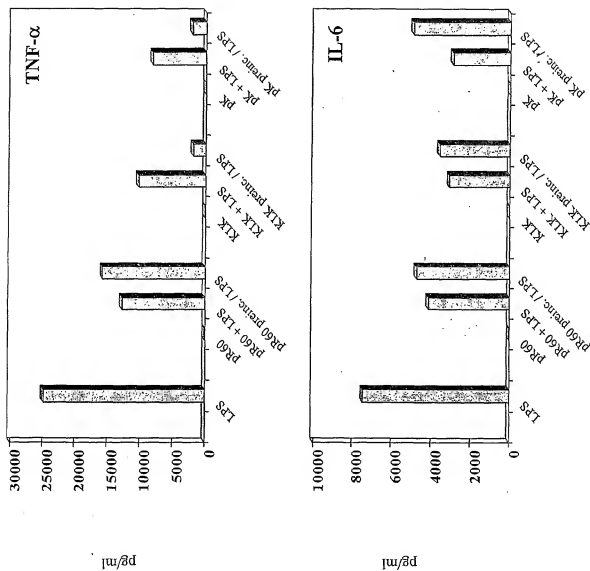 TNF-α
30000
25000
20000
15000
10000
5000
0
pg/ml
LPS
pR60
pR60 + LPS
pR60 preinc. / LPS
KLK
KLK + LPS
KLK preinc. / LPS
pK
pK + LPS
pK preinc. / LPS
IL-6
10000
8000
6000
4000
2000
0
pg/ml
LPS
pR60
pR60 + LPS
pR60 preinc. / LPS
KLK
KLK + LPS
KLK preinc. / LPS
pK
pK + LPS
pK preinc. / LPS